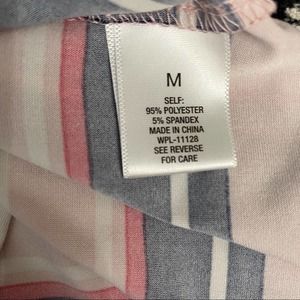 M
SELF:
95% POLYESTER
5% SPANDEX
MADE IN CHINA
WPL-11128
SEE REVERSE
FOR CARE